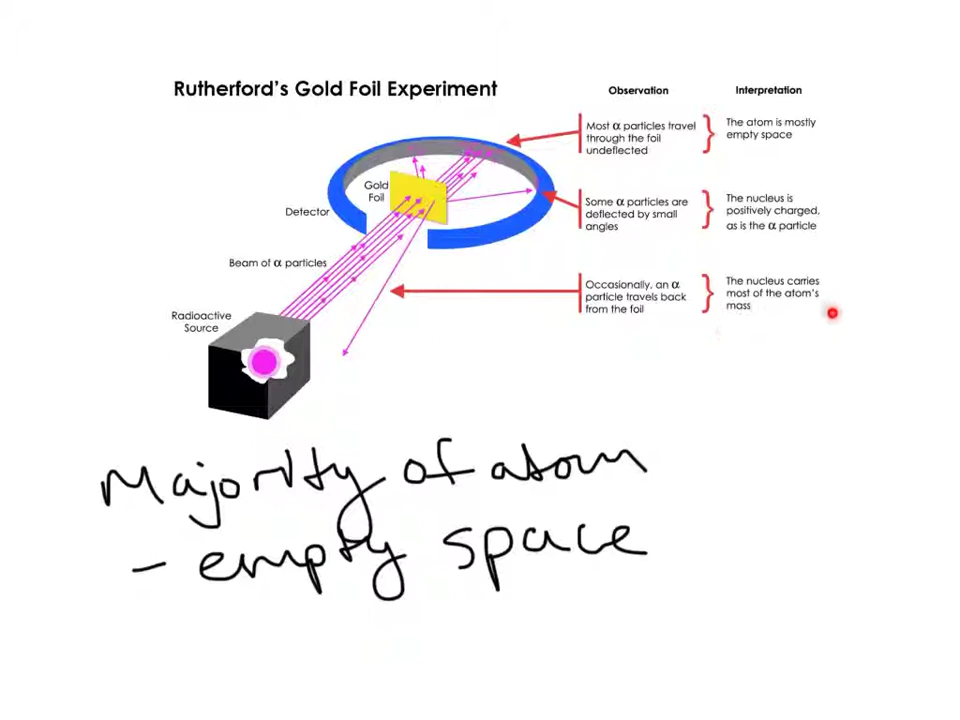 Rutherford's Gold Foil Experiment
Observation
Interpretation
Most α particles travel
through the foil
undeflected
The atom is mostly
empty space
Gold
Foil
Detector
Some α particles are
deflected by small
angles
The nucleus is
positively charged,
as is the α particle
Beam of α particles
Occasionally, an α
particle travels back
from the foil
The nucleus carries
most of the atom's
mass
Radioactive
Source
Majority of atom
- empty space